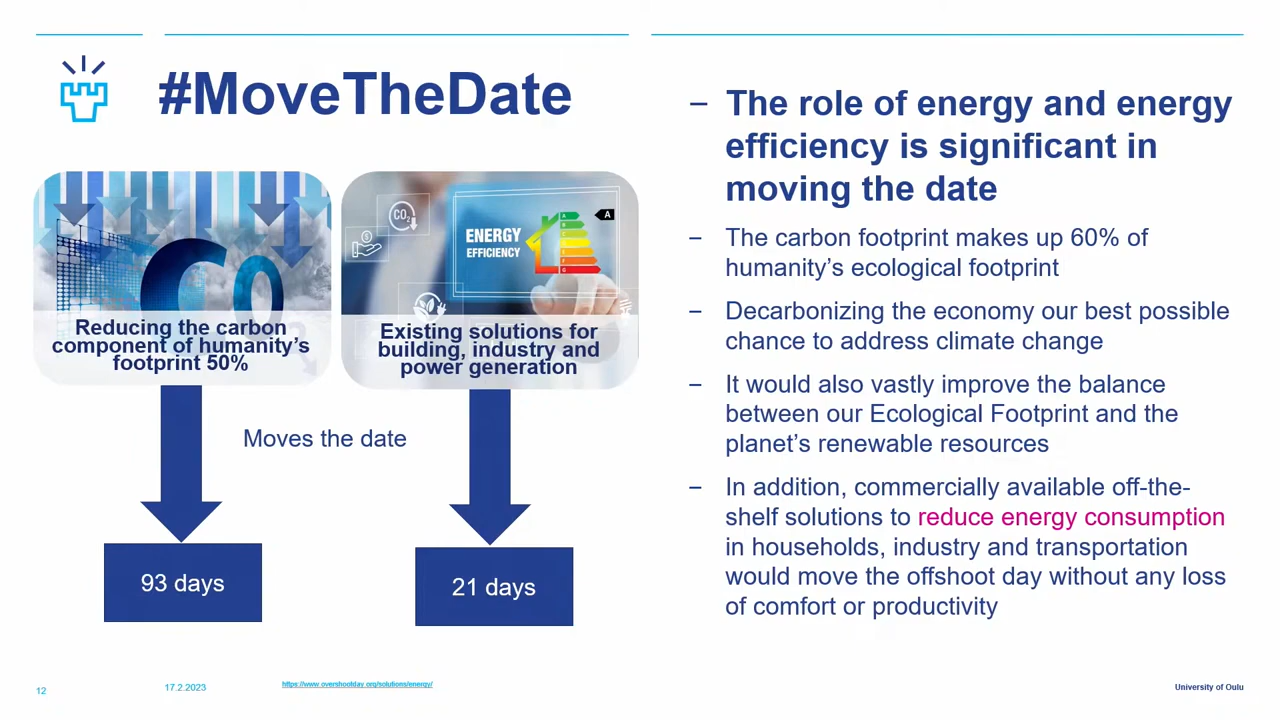 #MoveTheDate
CO2
ENERGY
EFFICIENCY
A
A
B
C
D
E
F
G
Reducing the carbon
component of humanity's
footprint 50%
Existing solutions for
building, industry and
power generation
Moves the date
93 days
21 days
– The role of energy and energy
efficiency is significant in
moving the date
– The carbon footprint makes up 60% of
humanity's ecological footprint
– Decarbonizing the economy our best possible
chance to address climate change
– It would also vastly improve the balance
between our Ecological Footprint and the
planet's renewable resources
– In addition, commercially available off-the-
shelf solutions to reduce energy consumption
in households, industry and transportation
would move the offshoot day without any loss
of comfort or productivity
12
17.2.2023
https://www.overshootday.org/solutions/energy/
University of Oulu